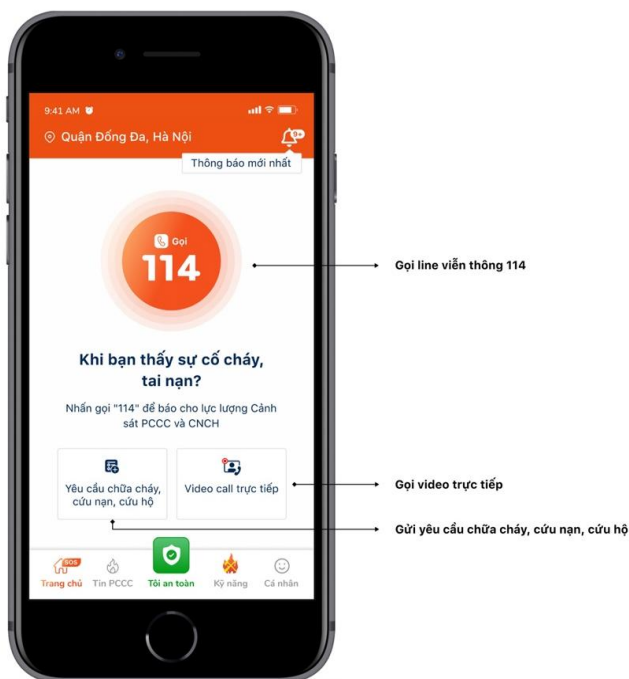 9:41 AM
Quận Đống Đa, Hà Nội
9+
Thông báo mới nhất
Gọi
114
Gọi line viễn thông 114
Khi bạn thấy sự cố cháy,
tai nạn?
Nhấn gọi "114" để báo cho lực lượng Cảnh
sát PCCC và CNCH
Yêu cầu chữa cháy,
cứu nạn, cứu hộ
Video call trực tiếp
Gọi video trực tiếp
Gửi yêu cầu chữa cháy, cứu nạn, cứu hộ
SOS
Trang chủ
Tin PCCC
Tôi an toàn
Kỹ năng
Cá nhân